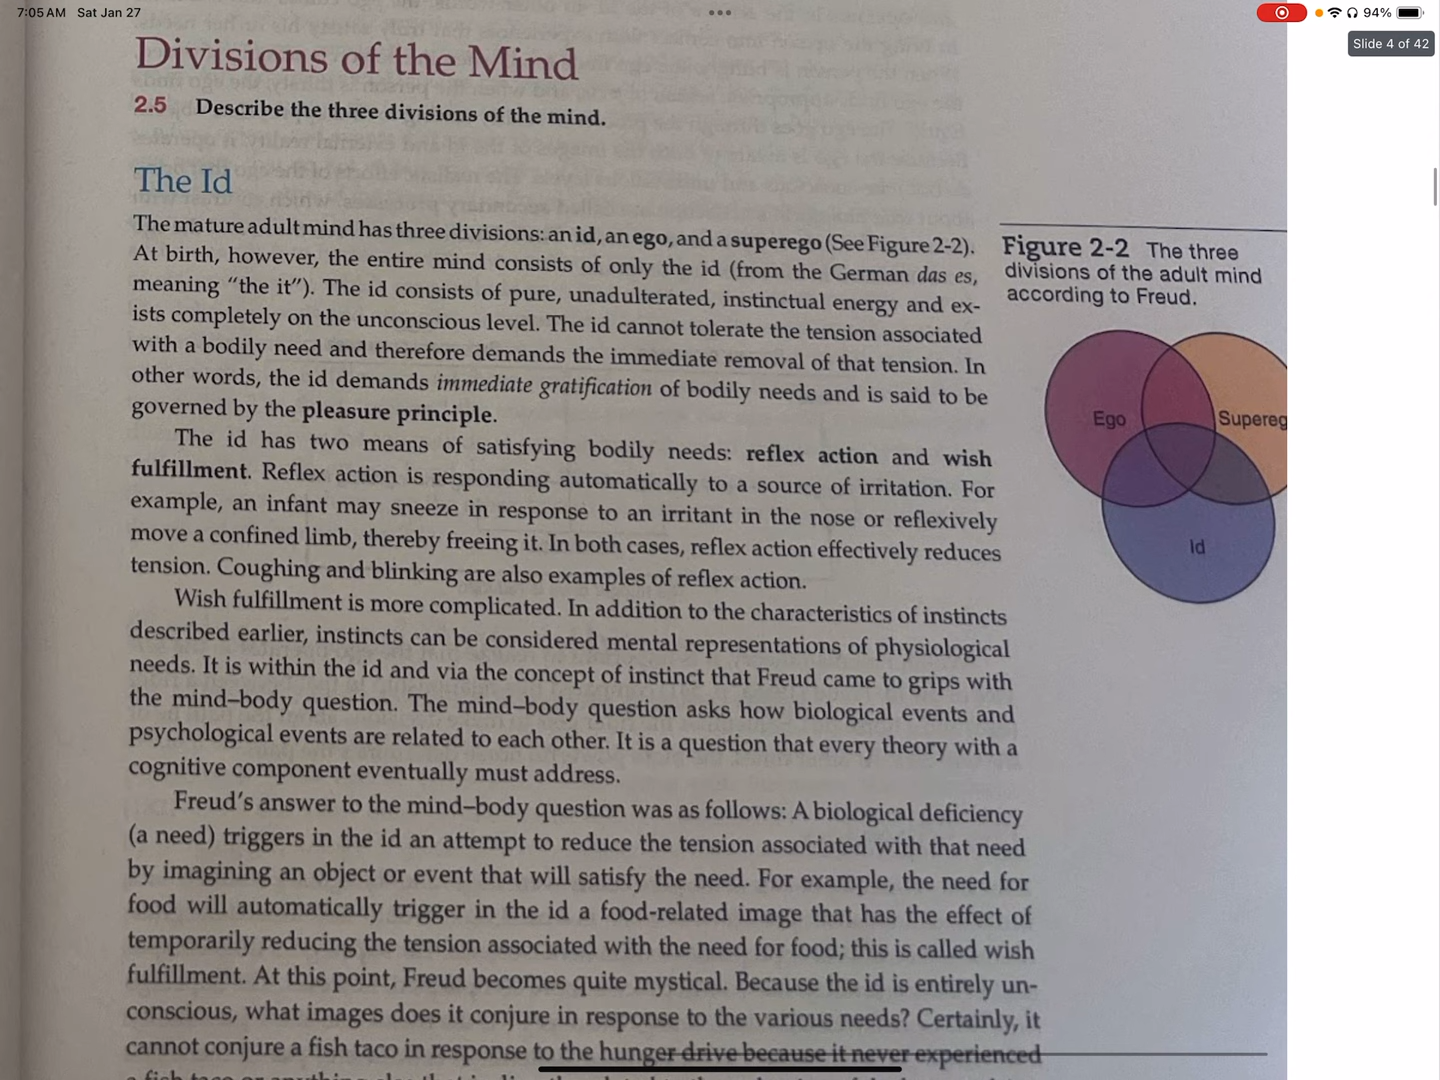 7:05 AM Sat Jan 27
94%
Slide 4 of 42
Divisions of the Mind
2.5 Describe the three divisions of the mind.
The Id
The mature adult mind has three divisions: an id, an ego, and a superego (See Figure 2-2).
At birth, however, the entire mind consists of only the id (from the German das es,
meaning “the it”). The id consists of pure, unadulterated, instinctual energy and ex-
ists completely on the unconscious level. The id cannot tolerate the tension associated
with a bodily need and therefore demands the immediate removal of that tension. In
other words, the id demands immediate gratification of bodily needs and is said to be
governed by the pleasure principle.
The id has two means of satisfying bodily needs: reflex action and wish
fulfillment. Reflex action is responding automatically to a source of irritation. For
example, an infant may sneeze in response to an irritant in the nose or reflexively
move a confined limb, thereby freeing it. In both cases, reflex action effectively reduces
tension. Coughing and blinking are also examples of reflex action.
Wish fulfillment is more complicated. In addition to the characteristics of instincts
described earlier, instincts can be considered mental representations of physiological
needs. It is within the id and via the concept of instinct that Freud came to grips with
the mind–body question. The mind–body question asks how biological events and
psychological events are related to each other. It is a question that every theory with a
cognitive component eventually must address.
Freud’s answer to the mind–body question was as follows: A biological deficiency
(a need) triggers in the id an attempt to reduce the tension associated with that need
by imagining an object or event that will satisfy the need. For example, the need for
food will automatically trigger in the id a food-related image that has the effect of
temporarily reducing the tension associated with the need for food; this is called wish
fulfillment. At this point, Freud becomes quite mystical. Because the id is entirely un-
conscious, what images does it conjure in response to the various needs? Certainly, it
cannot conjure a fish taco in response to the hunger drive because it never experienced
Figure 2-2 The three
divisions of the adult mind
according to Freud.
Ego
Supereg
Id